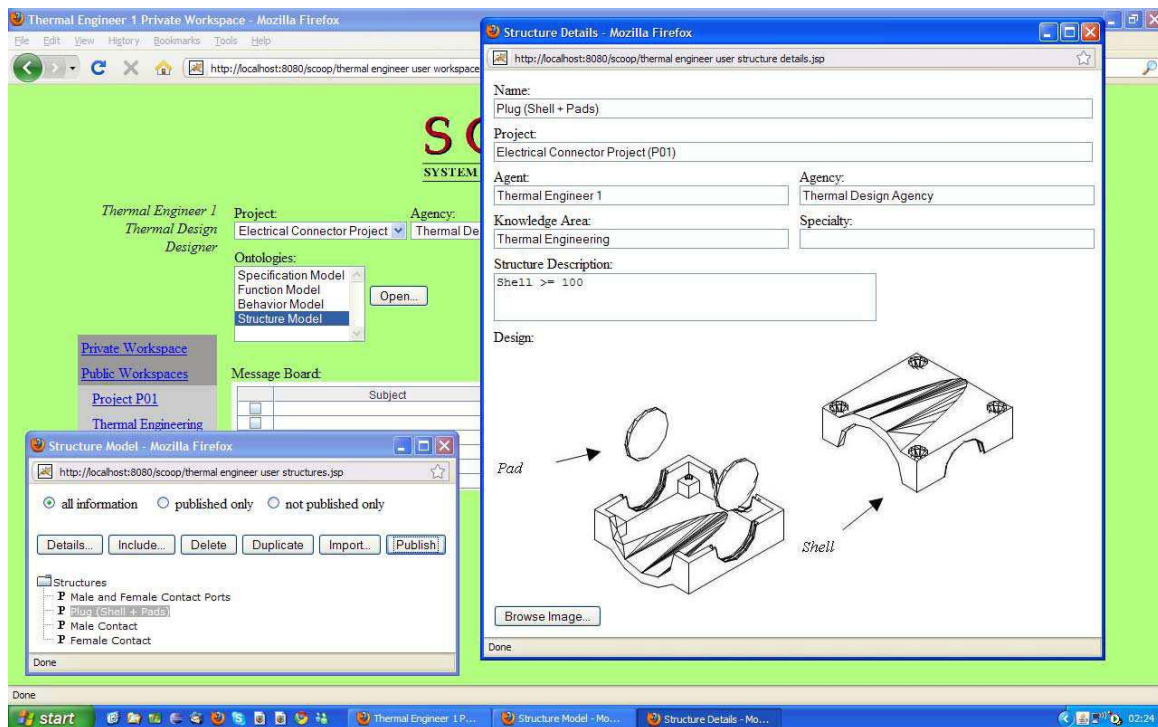 Thermal Engineer 1 Private Workspace - Mozilla Firefox
File Edit View History Bookmarks Tools Help
http://localhost:8080/scoop/thermal engineer user workspace
S
SYSTEM
Thermal Engineer 1
Thermal Design
Designer
Project:
Agency:
Electrical Connector Project
Thermal De
Ontologies:
Specification Model
Function Model
Behavior Model
Structure Model
Open...
Private Workspace
Public Workspaces
Project P01
Thermal Engineering
Message Board:
Subject
Structure Model - Mozilla Firefox
http://localhost:8080/scoop/thermal engineer user structures.jsp
all information published only not published only
Details... Include... Delete Duplicate Import... Publish
Structures
P Male and Female Contact Ports
P Plug (Shell + Pads)
P Male Contact
P Female Contact
Done
Structure Details - Mozilla Firefox
http://localhost:8080/scoop/thermal engineer user structure details.jsp
Name:
Plug (Shell + Pads)
Project:
Electrical Connector Project (P01)
Agent: Agency:
Thermal Engineer 1 Thermal Design Agency
Knowledge Area: Specialty:
Thermal Engineering
Structure Description:
Shell >= 100
Design:
Pad
Shell
Browse Image...
Done
Done
start Thermal Engineer 1 P... Structure Model - Mo... Structure Details - Mo... 02:24